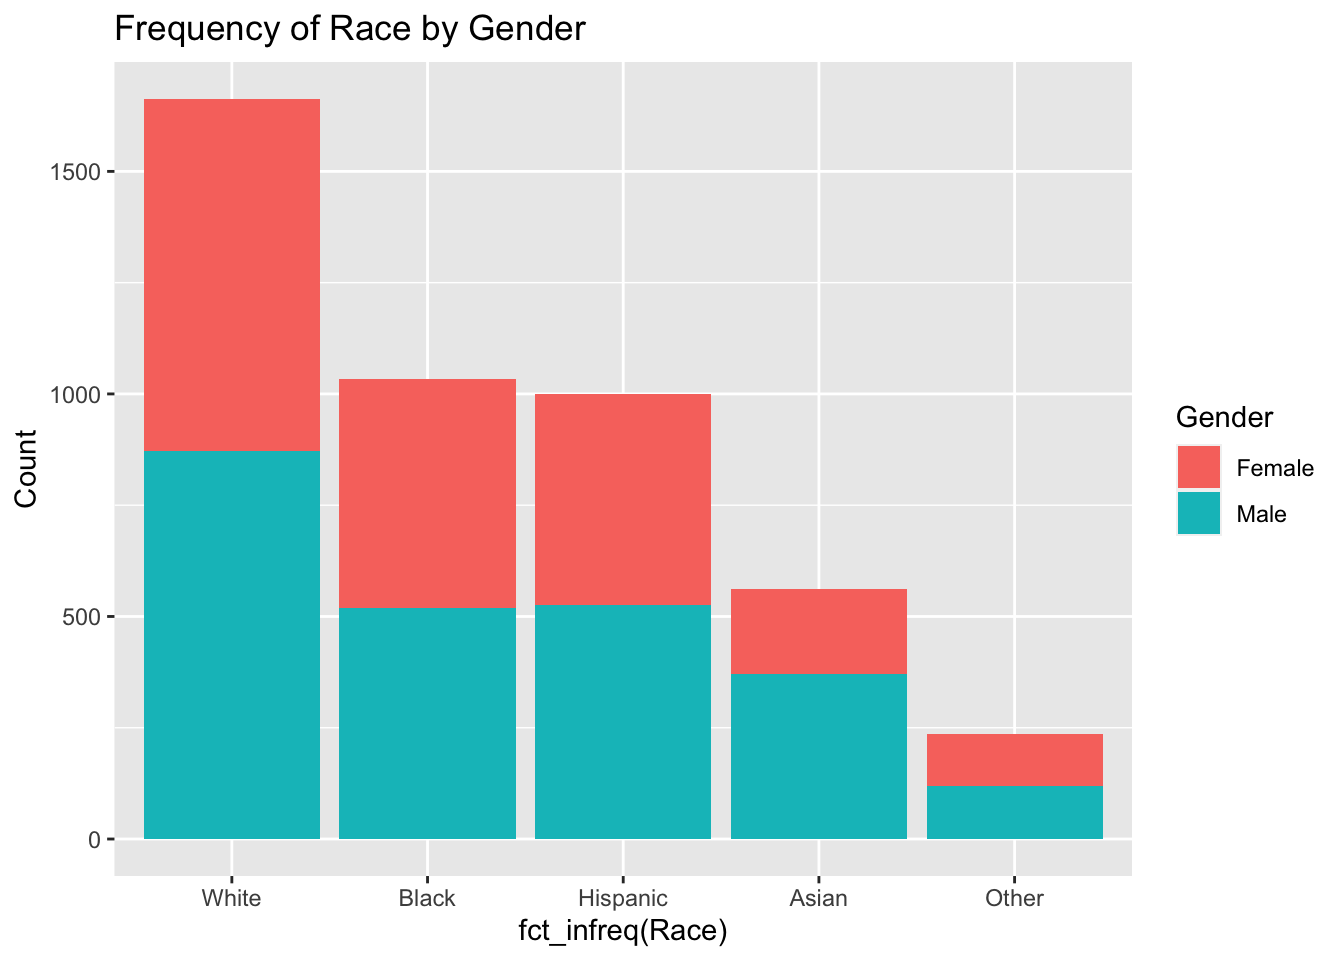 Frequency of Race by Gender
1500
1000
500
0
Count
White Black Hispanic Asian Other
fct_infreq(Race)
Gender
Female
Male